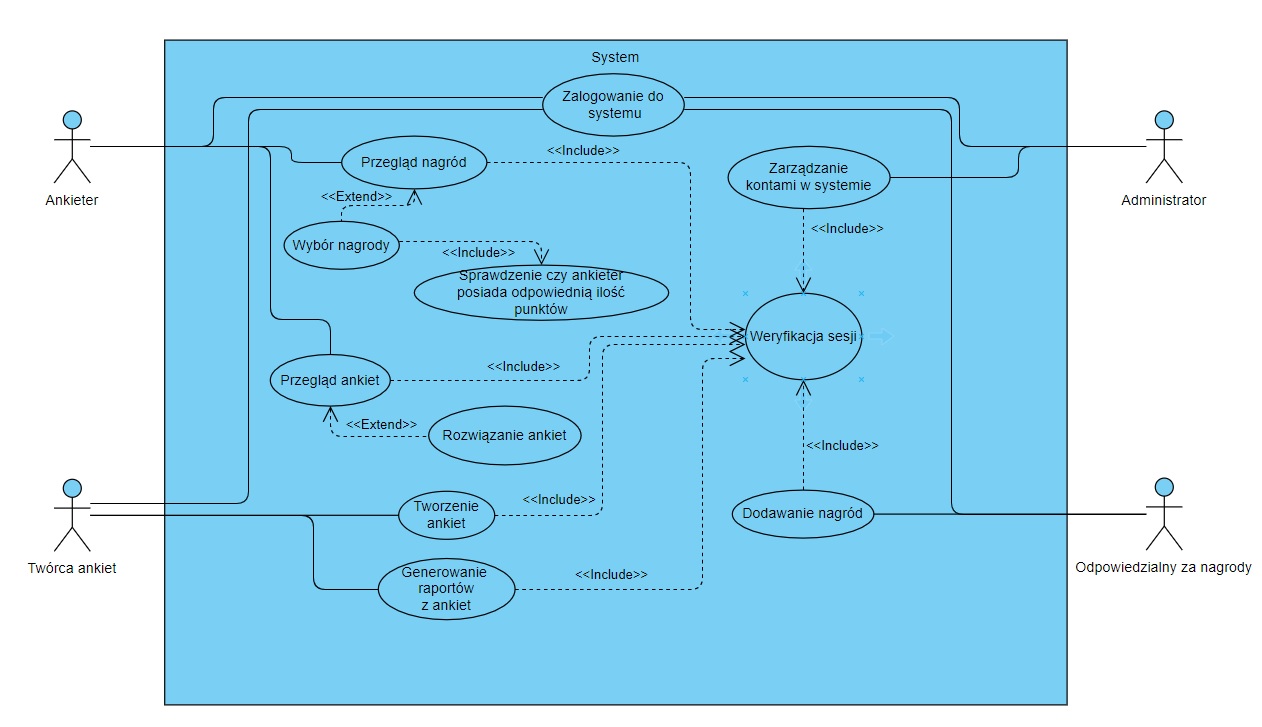 System
Zalogowanie do
systemu
<<Include>>
Przegląd nagród
Zarządzanie
kontami w systemie
Ankieter
<<Extend>>
Administrator
<<Include>>
Wybór nagrody
<<Include>>
Sprawdzenie czy ankieter
posiada odpowiednią ilość
punktów
Weryfikacja sesji
<<Include>>
Przegląd ankiet
<<Extend>>
Rozwiązanie ankiet
<<Include>>
<<Include>>
Tworzenie
ankiet
Dodawanie nagród
Twórca ankiet
Odpowiedzialny za nagrody
<<Include>>
Generowanie
raportów
z ankiet